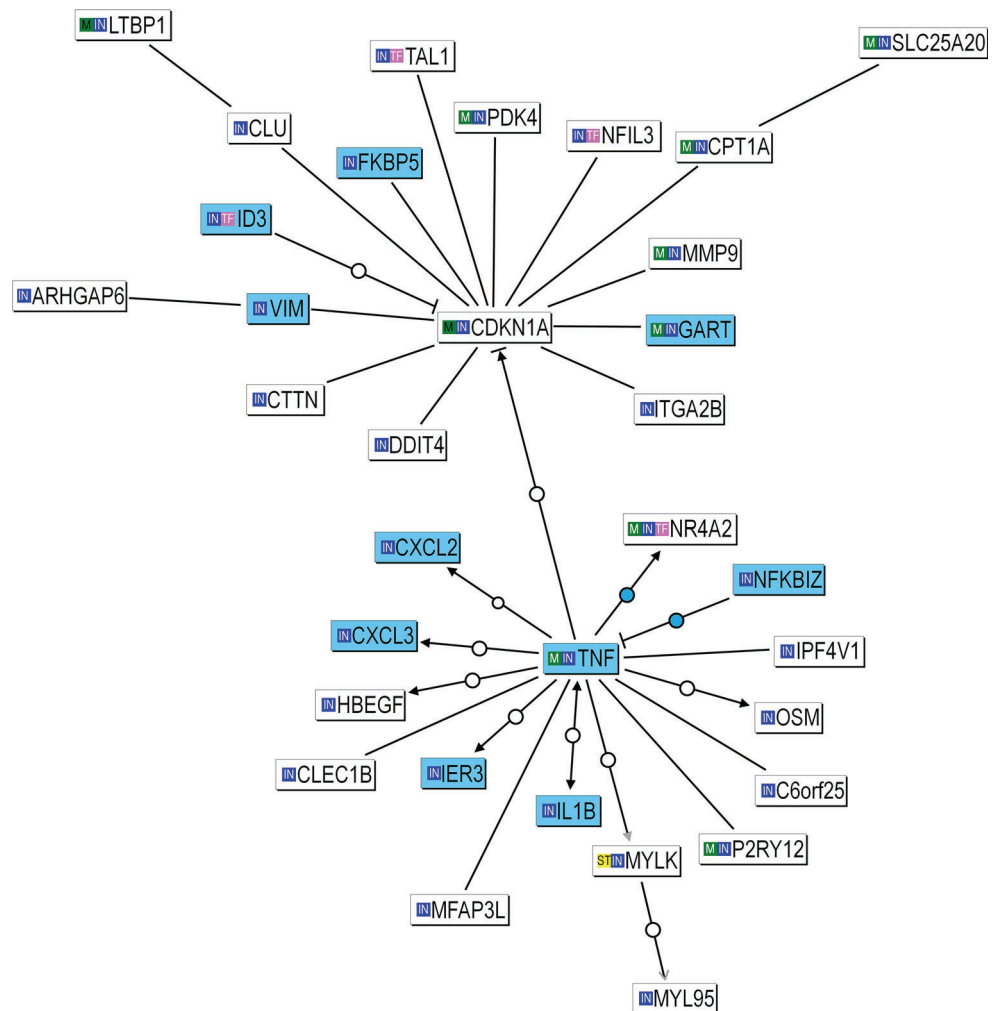 M IN LTBP1
IN TF TAL1
M IN SLC25A20
M IN PDK4
IN CLU
IN TF NFIL3
M IN CPT1A
IN FKBP5
IN TF ID3
M IN MMP9
IN ARHGAP6
IN VIM
M IN CDKN1A
M IN GART
IN CTTN
IN ITGA2B
IN DDIT4
M IN TF NR4A2
IN CXCL2
IN NFKBIZ
IN CXCL3
M IN TNF
IN IPF4V1
IN HBEGF
IN OSM
IN CLEC1B
IN IER3
IN C6orf25
IN IL1B
M IN P2RY12
ST IN MYLK
IN MFAP3L
IN MYL95